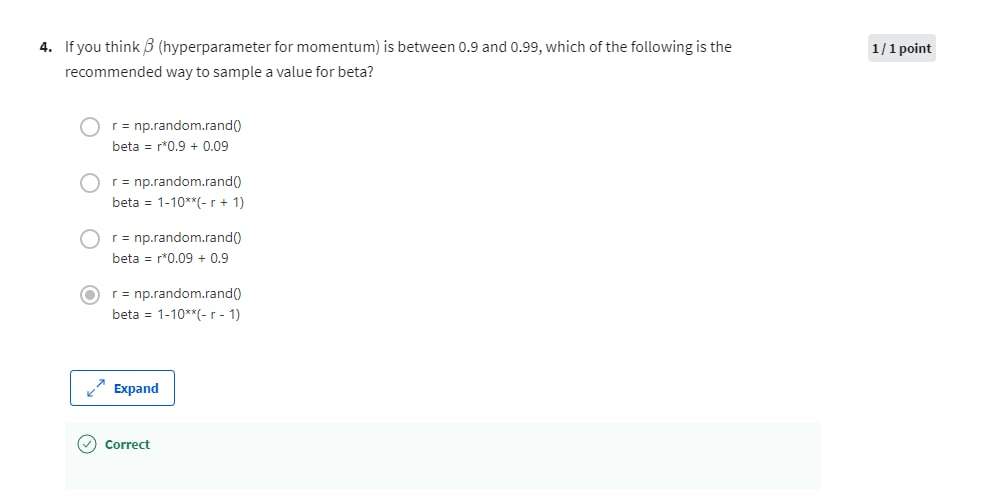 4. If you think β (hyperparameter for momentum) is between 0.9 and 0.99, which of the following is the
recommended way to sample a value for beta?
1 / 1 point
r = np.random.rand()
beta = r*0.9 + 0.09
r = np.random.rand()
beta = 1-10**(- r + 1)
r = np.random.rand()
beta = r*0.09 + 0.9
r = np.random.rand()
beta = 1-10**(- r - 1)
Expand
Correct